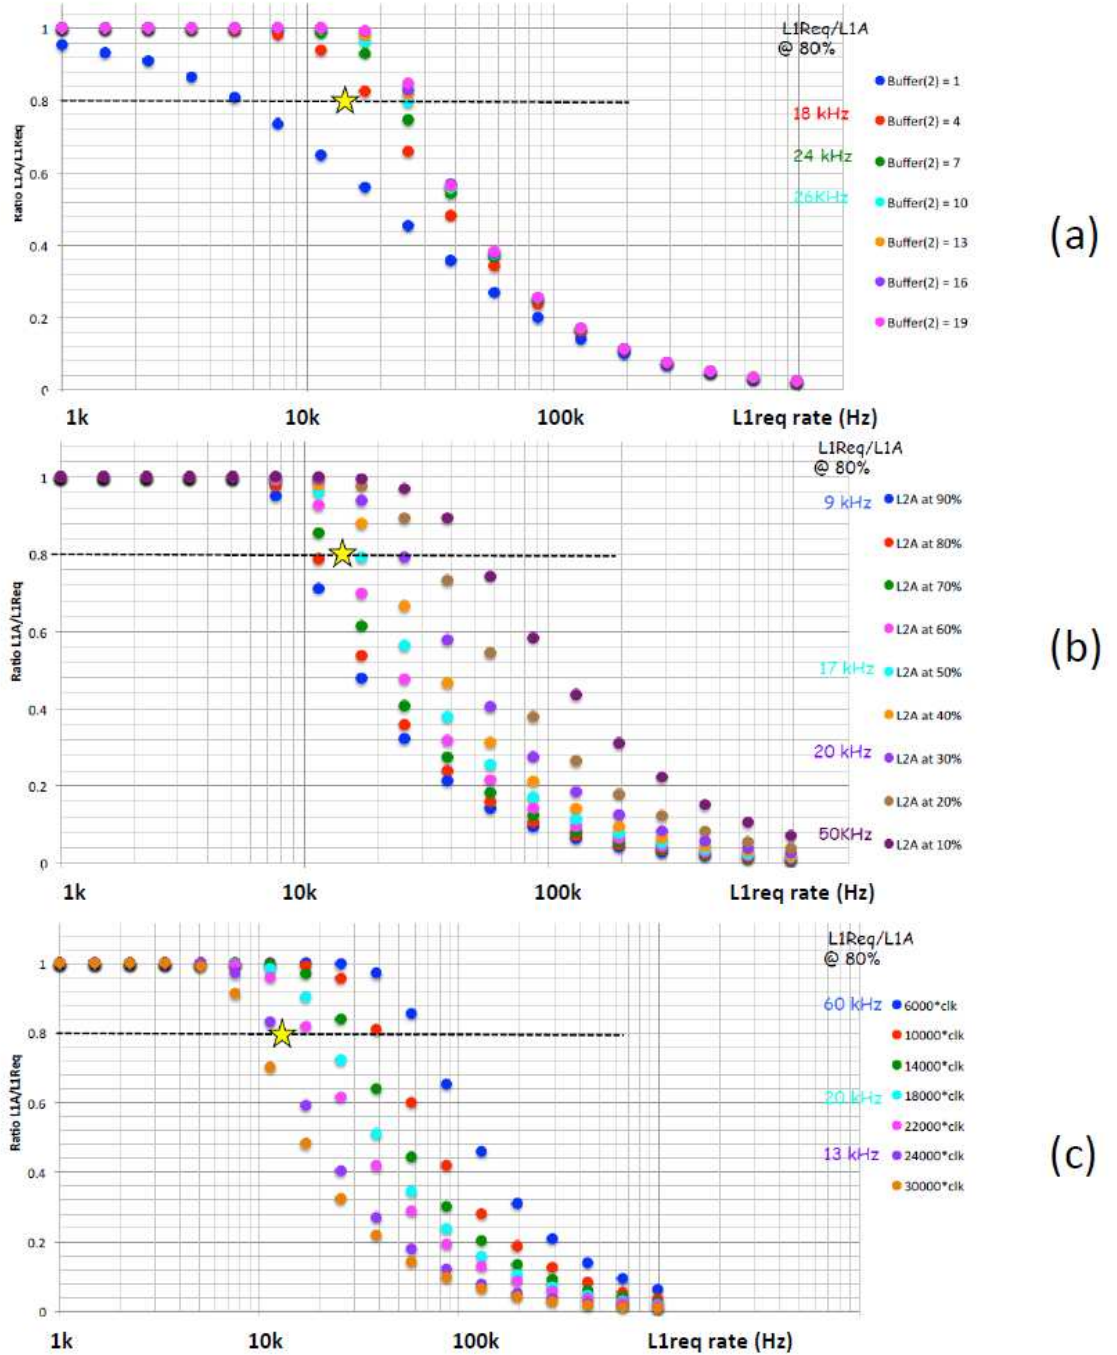 L1Req/L1A
@ 80%
1
0.8
0.6
0.4
0.2
0
Ratio L1A/L1Req
18 kHz
24 kHz
26KHz
Buffer(2) = 1
Buffer(2) = 4
Buffer(2) = 7
Buffer(2) = 10
Buffer(2) = 13
Buffer(2) = 16
Buffer(2) = 19
(a)
1k 10k 100k L1req rate (Hz)
L1Req/L1A
@ 80%
1
0.8
0.6
0.4
0.2
0
Ratio L1A/L1Req
9 kHz
17 kHz
20 kHz
50KHz
L2A at 90%
L2A at 80%
L2A at 70%
L2A at 60%
L2A at 50%
L2A at 40%
L2A at 30%
L2A at 20%
L2A at 10%
(b)
1k 10k 100k L1req rate (Hz)
L1Req/L1A
@ 80%
1
0.8
0.6
0.4
0.2
0
Ratio L1A/L1Req
60 kHz
20 kHz
13 kHz
6000*clk
10000*clk
14000*clk
18000*clk
22000*clk
24000*clk
30000*clk
(c)
1k 10k 100k L1req rate (Hz)